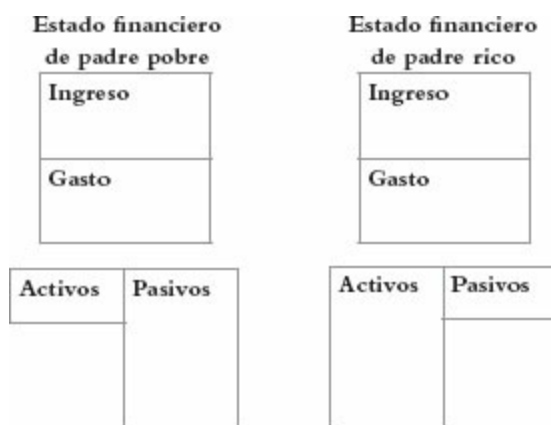 Estado financiero
de padre pobre
Ingreso
Gasto
Activos
Pasivos
Estado financiero
de padre rico
Ingreso
Gasto
Activos
Pasivos